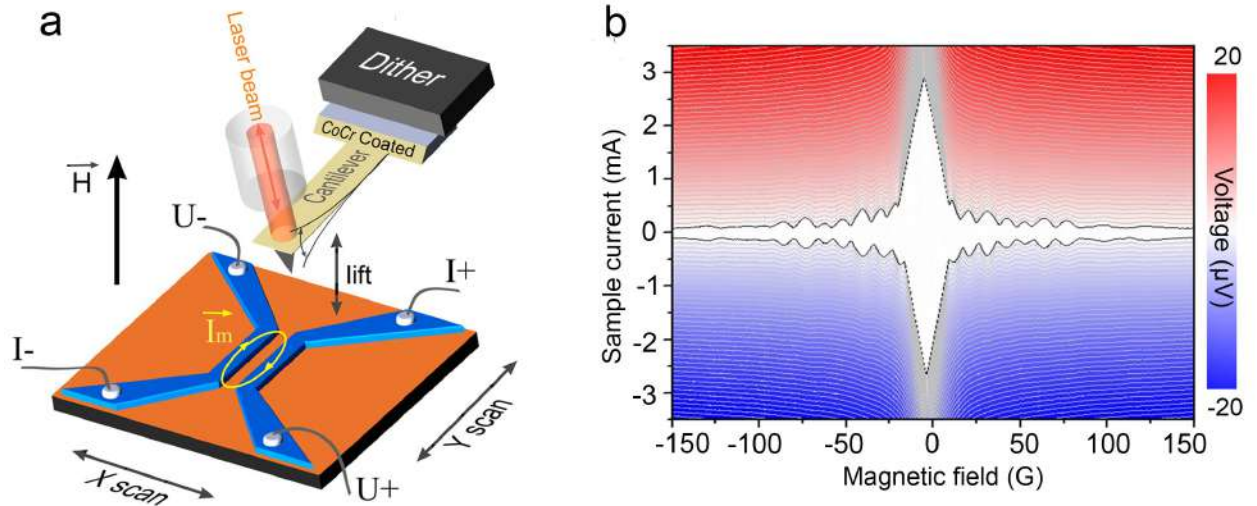 a
Laser beam
Dither
CoCr Coated
Cantilever
H
U-
lift
I+
Im
I-
Y scan
X scan
U+
b
Sample current (mA)
3
2
1
0
-1
-2
-3
-150
-100
-50
0
50
100
150
Magnetic field (G)
20
Voltage (μV)
-20